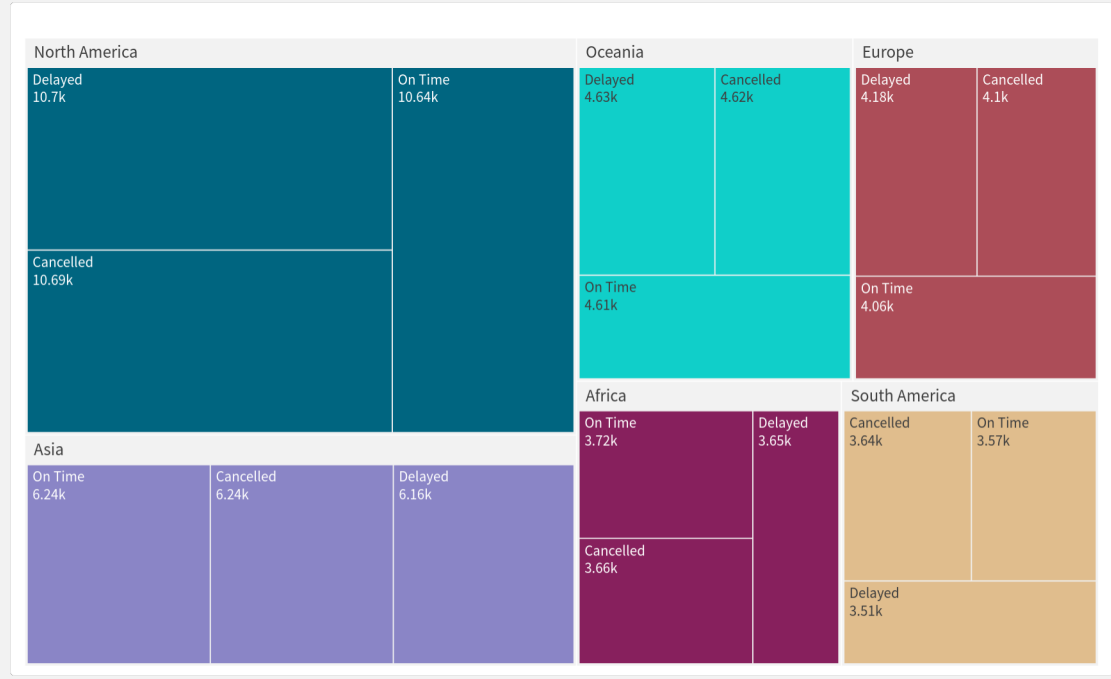 North America
Delayed
10.7k
On Time
10.64k
Cancelled
10.69k
Asia
On Time
6.24k
Cancelled
6.24k
Delayed
6.16k
Oceania
Delayed
4.63k
Cancelled
4.62k
On Time
4.61k
Europe
Delayed
4.18k
Cancelled
4.1k
On Time
4.06k
Africa
On Time
3.72k
Delayed
3.65k
Cancelled
3.66k
South America
Cancelled
3.64k
On Time
3.57k
Delayed
3.51k